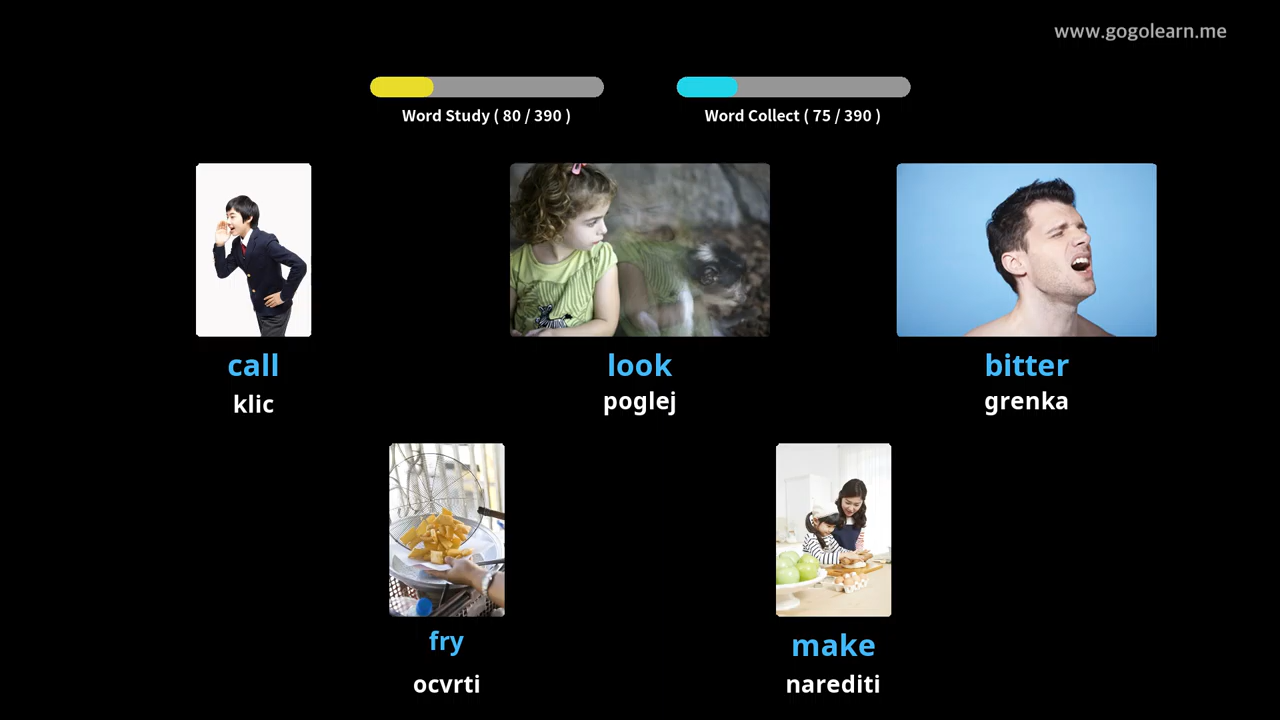 www.gogolearn.me
Word Study ( 80 / 390 )
Word Collect ( 75 / 390 )
call
klic
look
poglej
bitter
grenka
fry
ocvrti
make
narediti